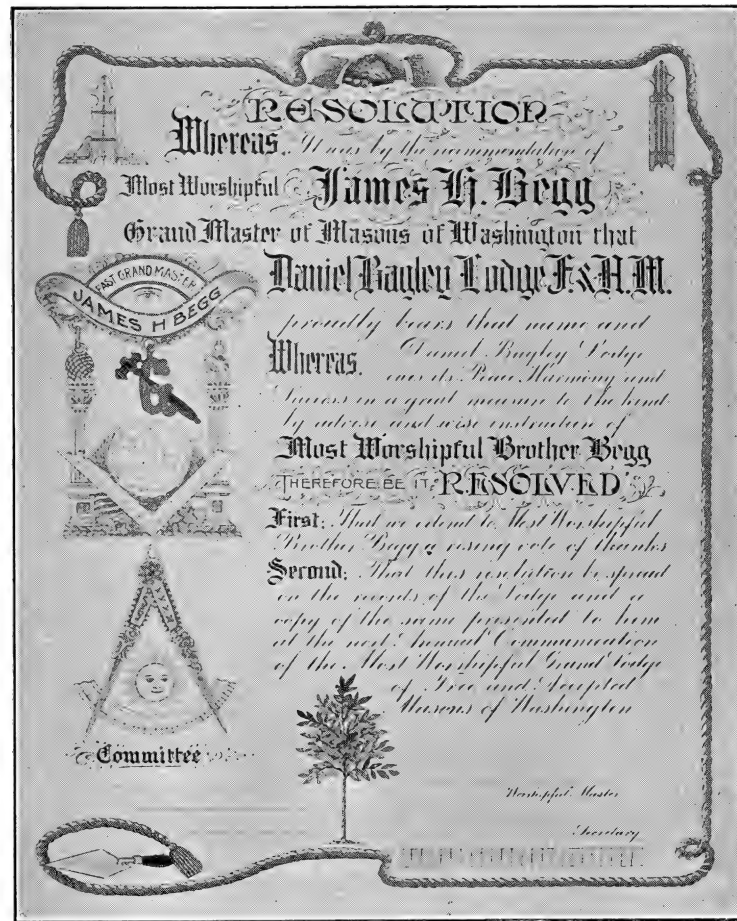 RESOLUTION
Whereas, It was by the recommendation of
Most Worshipful James H. Begg
Grand Master of Masons of Washington that
Daniel Bagley Lodge F. & A.M.
proudly bears that name and
Whereas, Daniel Bagley Lodge
owes its Peace Harmony and
Success in a great measure to the kind
by advise and wise instruction of
Most Worshipful Brother Begg
THEREFORE BE IT RESOLVED
First: That we extend to Most Worshipful
Brother Begg a rising vote of thanks
Second: That this resolution be spread
on the records of the Lodge and a
copy of the same presented to him
at the next Annual Communication
of the Most Worshipful Grand Lodge
of Free and Accepted
Masons of Washington
PAST GRAND MASTER
JAMES H BEGG
Committee
Worshipful Master
Secretary